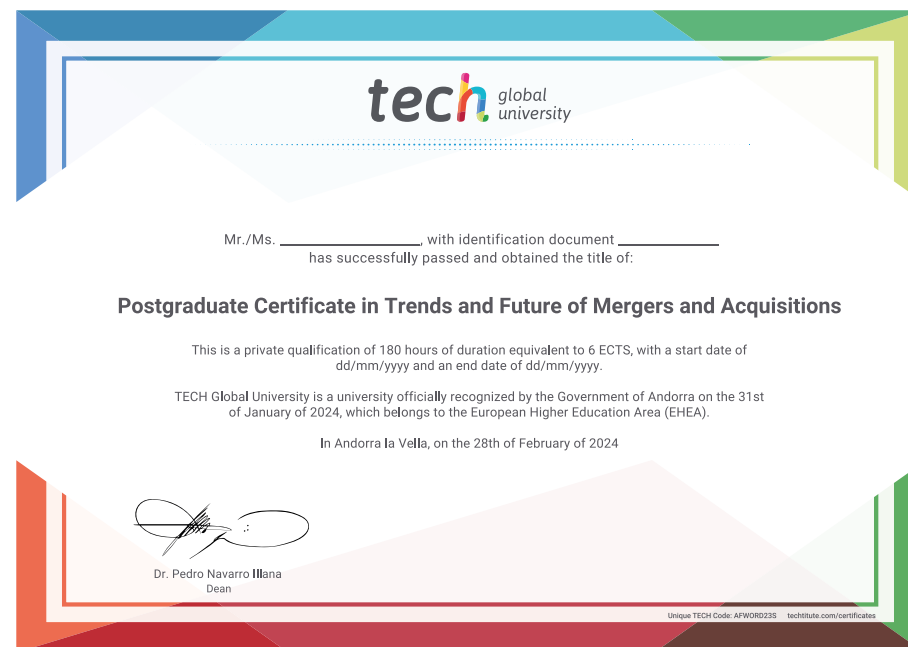 tech global
university
Mr./Ms. ____________________, with identification document ______________
has successfully passed and obtained the title of:
Postgraduate Certificate in Trends and Future of Mergers and Acquisitions
This is a private qualification of 180 hours of duration equivalent to 6 ECTS, with a start date of
dd/mm/yyyy and an end date of dd/mm/yyyy.
TECH Global University is a university officially recognized by the Government of Andorra on the 31st
of January of 2024, which belongs to the European Higher Education Area (EHEA).
In Andorra la Vella, on the 28th of February of 2024
Dr. Pedro Navarro Illana
Dean
Unique TECH Code: AFWORD23S techtitute.com/certificates